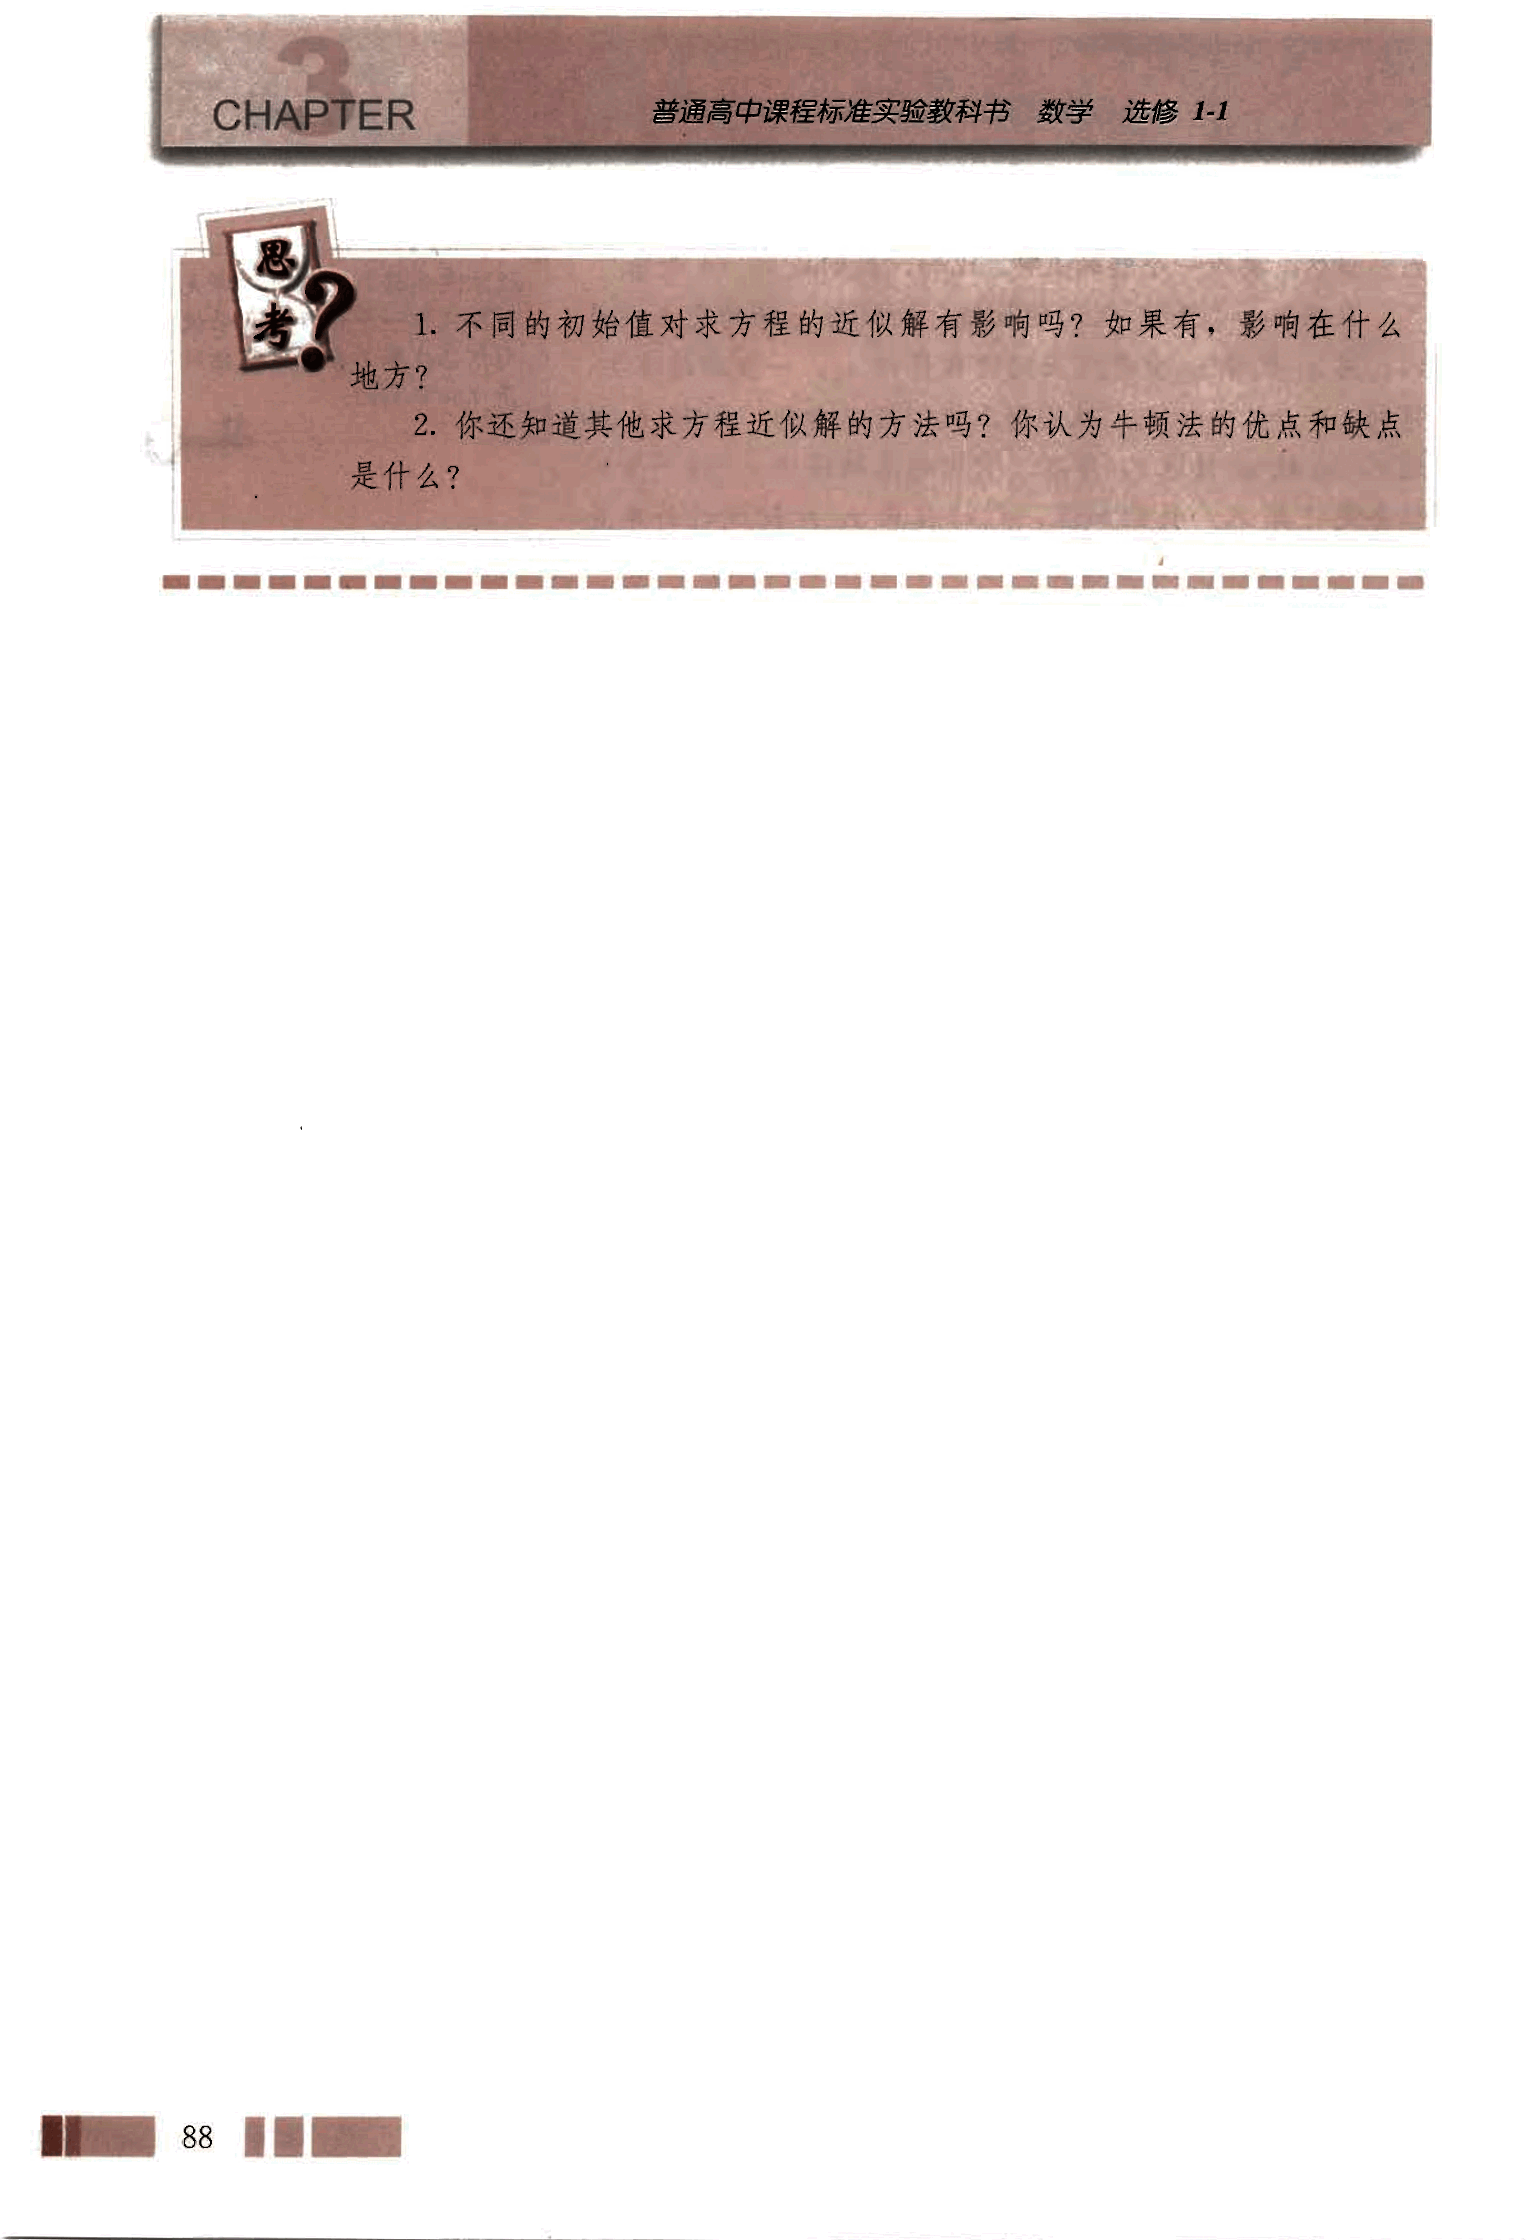 3
CHAPTER
普通高中课程标准实验教科书 数学 选修 1-1
思考?
1. 不同的初始值对求方程的近似解有影响吗? 如果有，影响在什么
地方?
2. 你还知道其他求方程近似解的方法吗? 你认为牛顿法的优点和缺点
是什么?
88